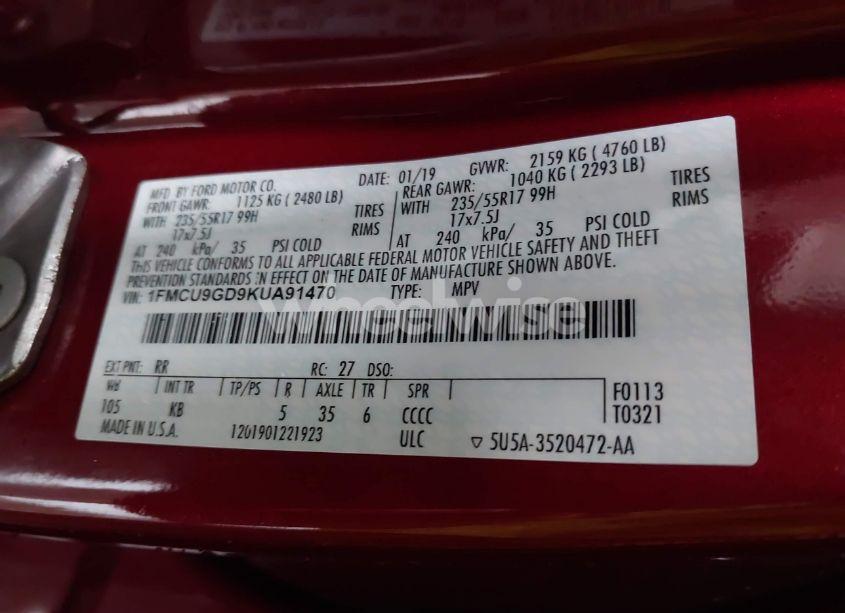 MFD BY FORD MOTOR CO. DATE: 01/19 GVWR: 2159 KG ( 4760 LB)
FRONT GAWR: 1125 KG ( 2480 LB) REAR GAWR: 1040 KG ( 2293 LB)
WITH 235/55R17 99H TIRES WITH 235/55R17 99H TIRES
17x7.5J RIMS 17x7.5J RIMS
AT 240 kPa/ 35 PSI COLD AT 240 kPa/ 35 PSI COLD
THIS VEHICLE CONFORMS TO ALL APPLICABLE FEDERAL MOTOR VEHICLE SAFETY AND THEFT
PREVENTION STANDARDS IN EFFECT ON THE DATE OF MANUFACTURE SHOWN ABOVE.
VIN: 1FMCU9GD9KUA91470 TYPE: MPV
wheelwise
EXT PNT: RR RC: 27 DSO:
WB INT TR TP/PS R AXLE TR SPR F0113
105 KB 5 35 6 CCCC T0321
MADE IN U.S.A. 1201901221923 ULC ▽ 5U5A-3520472-AA